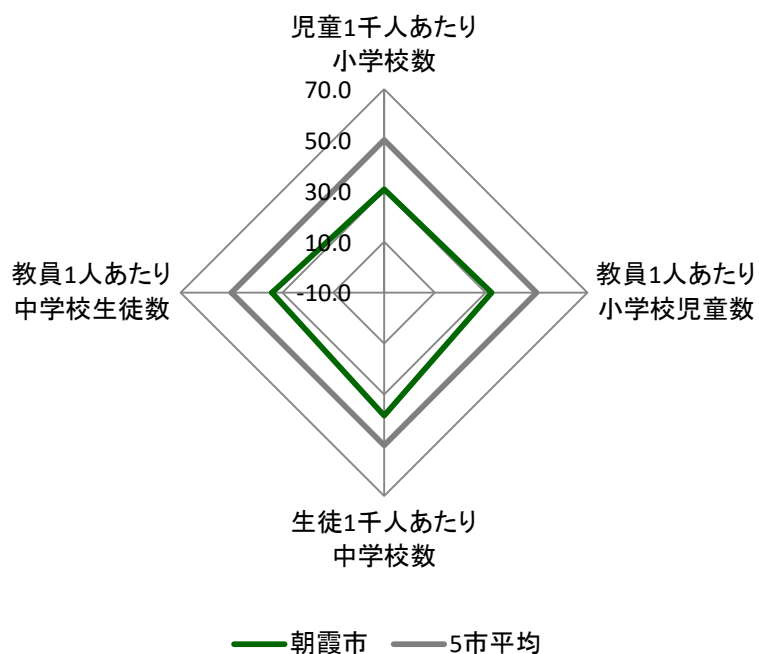 児童1千人あたり
小学校数
70.0
50.0
30.0
10.0
-10.0
教員1人あたり
中学校生徒数
教員1人あたり
小学校児童数
生徒1千人あたり
中学校数
朝霞市
5市平均